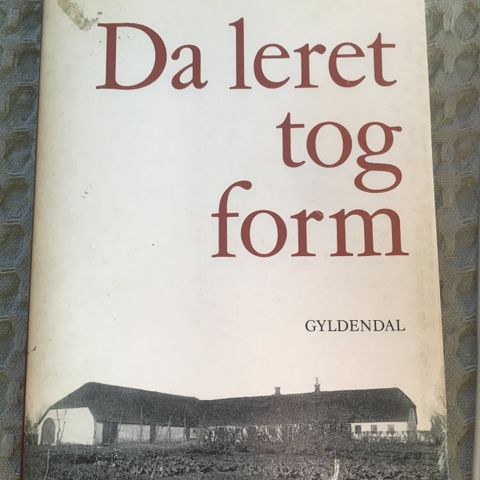 Da leret
tog
form
GYLDENDAL